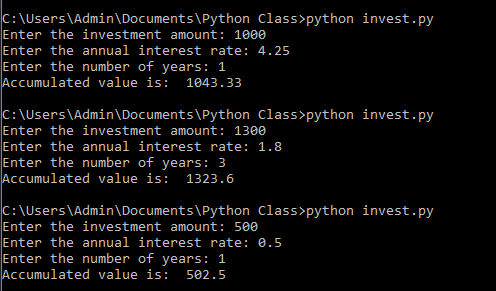 C:\Users\Admin\Documents\Python Class>python invest.py
Enter the investment amount: 1000
Enter the annual interest rate: 4.25
Enter the number of years: 1
Accumulated value is:  1043.33
C:\Users\Admin\Documents\Python Class>python invest.py
Enter the investment amount: 1300
Enter the annual interest rate: 1.8
Enter the number of years: 3
Accumulated value is:  1323.6
C:\Users\Admin\Documents\Python Class>python invest.py
Enter the investment amount: 500
Enter the annual interest rate: 0.5
Enter the number of years: 1
Accumulated value is:  502.5